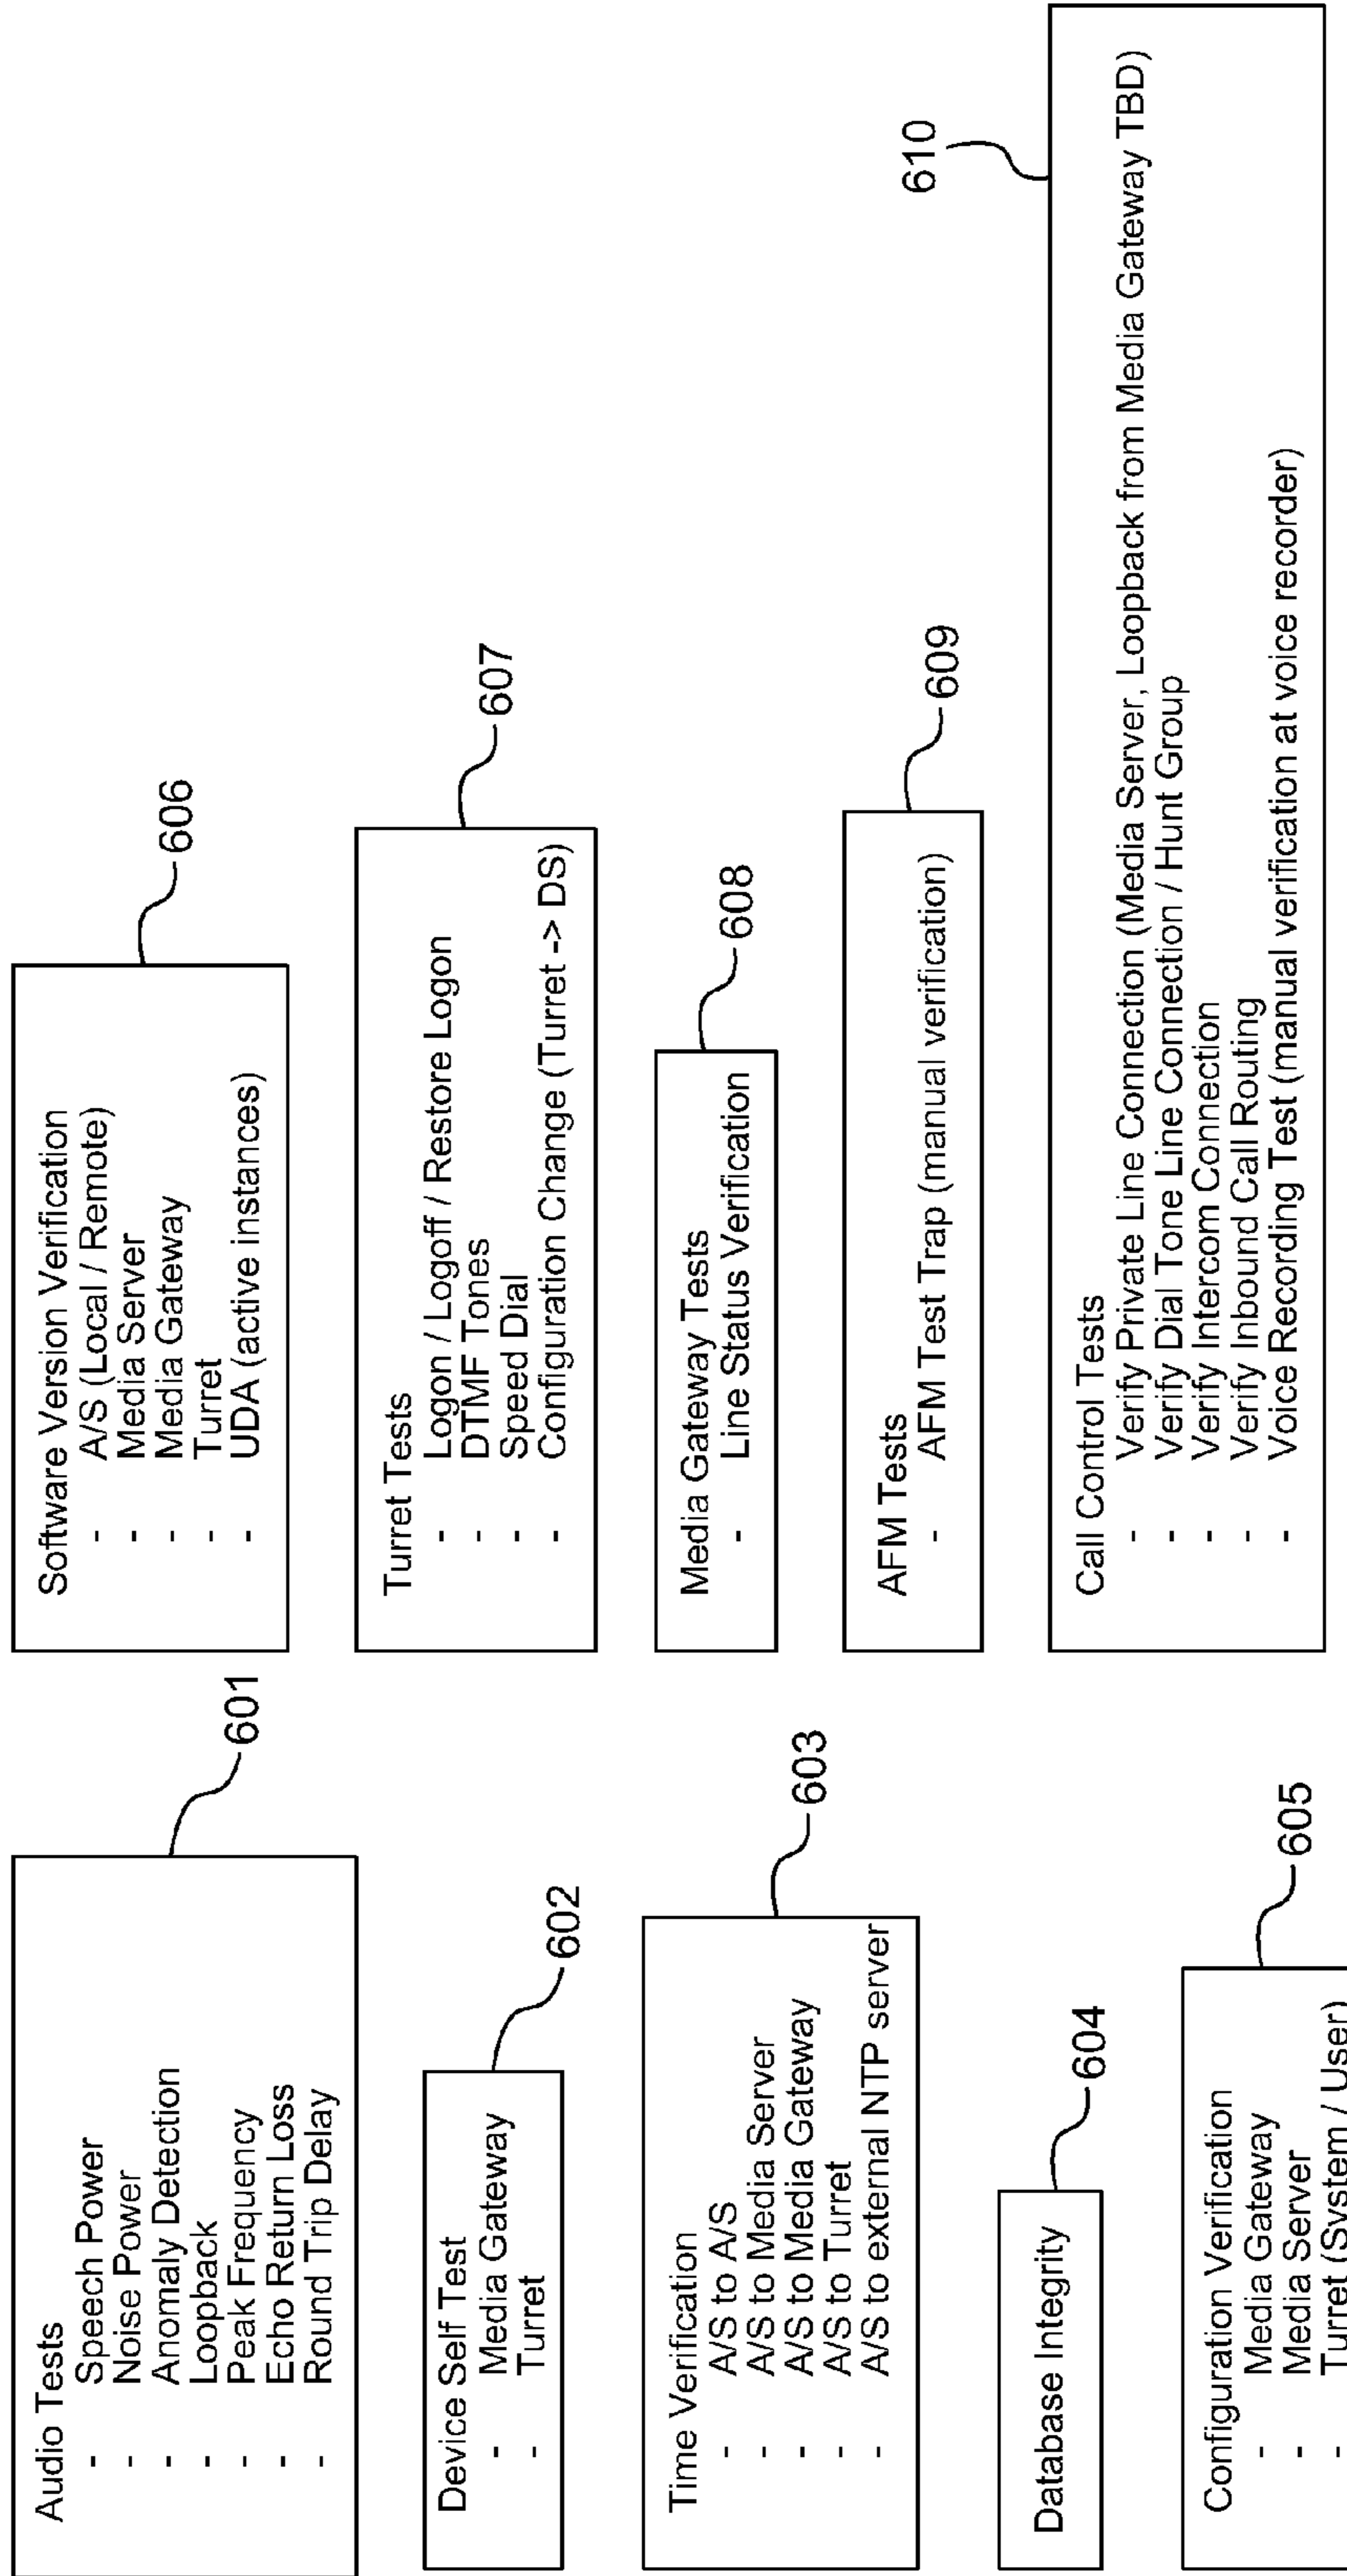 Audio Tests
- Speech Power
- Noise Power
- Anomaly Detection
- Loopback
- Peak Frequency
- Echo Return Loss
- Round Trip Delay
601
Device Self Test
- Media Gateway
- Turret
602
Time Verification
- A/S to A/S
- A/S to Media Server
- A/S to Media Gateway
- A/S to Turret
- A/S to external NTP server
603
Database Integrity
604
Configuration Verification
- Media Gateway
- Media Server
- Turret (System / User)
605
Software Version Verification
- A/S (Local / Remote)
- Media Server
- Media Gateway
- Turret
- UDA (active instances)
606
Turret Tests
- Logon / Logoff / Restore Logon
- DTMF Tones
- Speed Dial
- Configuration Change (Turret -> DS)
607
Media Gateway Tests
- Line Status Verification
608
AFM Tests
- AFM Test Trap (manual verification)
609
Call Control Tests
- Verify Private Line Connection (Media Server, Loopback from Media Gateway TBD)
- Verify Dial Tone Line Connection / Hunt Group
- Verify Intercom Connection
- Verify Inbound Call Routing
- Voice Recording Test (manual verification at voice recorder)
610